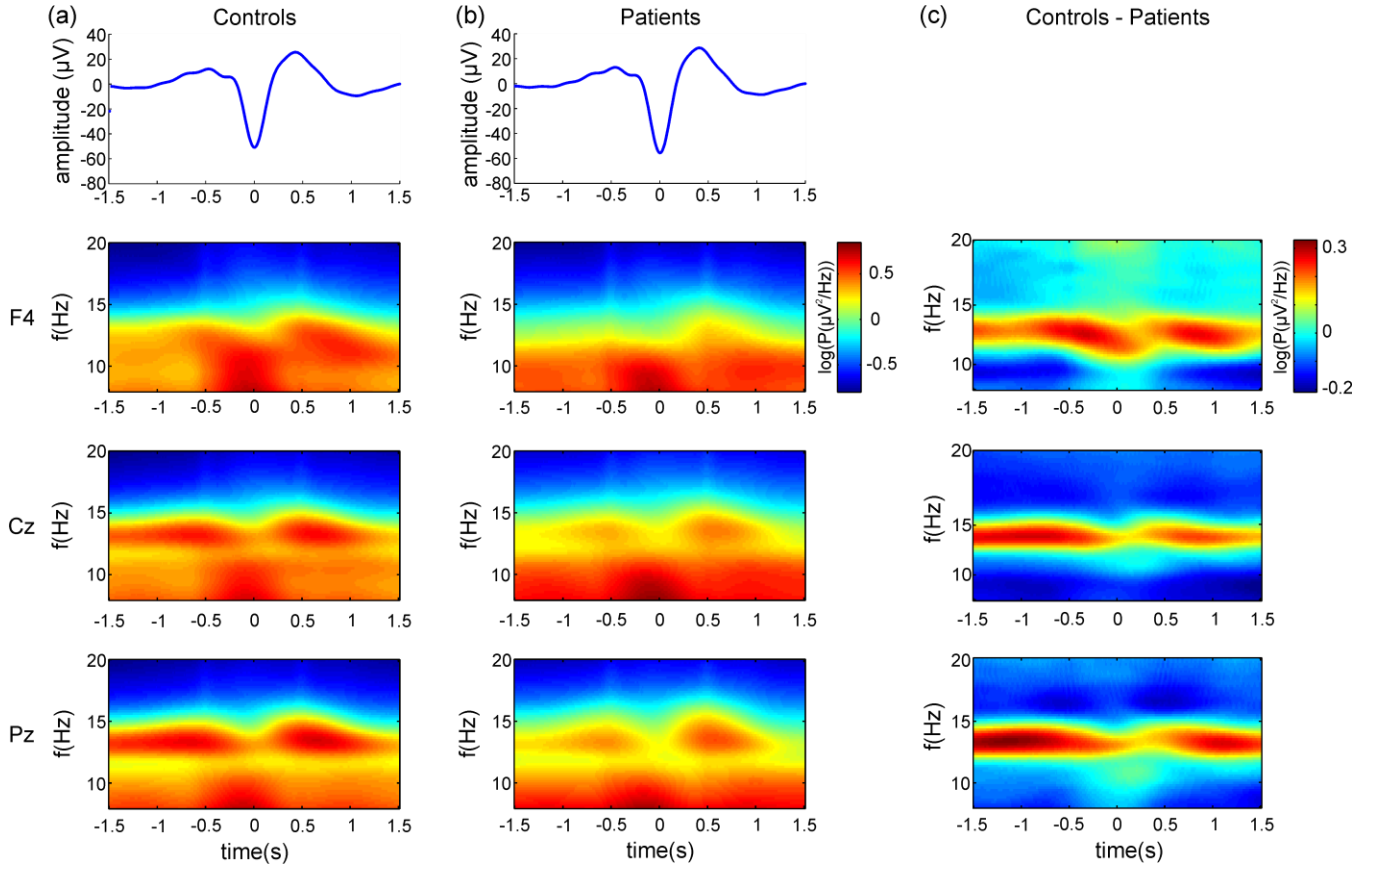 (a) Controls (b) Patients (c) Controls - Patients
amplitude (µV) 40 20 0 -20 -40 -60 -80
-1.5 -1 -0.5 0 0.5 1 1.5
amplitude (µV) 40 20 0 -20 -40 -60 -80
-1.5 -1 -0.5 0 0.5 1 1.5
F4 f(Hz) 20 15 10
-1.5 -1 -0.5 0 0.5 1 1.5
f(Hz) 20 15 10
-1.5 -1 -0.5 0 0.5 1 1.5
log(P(µV²/Hz)) 0.5 0 -0.5
f(Hz) 20 15 10
-1.5 -1 -0.5 0 0.5 1 1.5
log(P(µV²/Hz)) 0.3 0 -0.2
Cz f(Hz) 20 15 10
-1.5 -1 -0.5 0 0.5 1 1.5
f(Hz) 20 15 10
-1.5 -1 -0.5 0 0.5 1 1.5
f(Hz) 20 15 10
-1.5 -1 -0.5 0 0.5 1 1.5
Pz f(Hz) 20 15 10
-1.5 -1 -0.5 0 0.5 1 1.5
time(s)
f(Hz) 20 15 10
-1.5 -1 -0.5 0 0.5 1 1.5
time(s)
f(Hz) 20 15 10
-1.5 -1 -0.5 0 0.5 1 1.5
time(s)